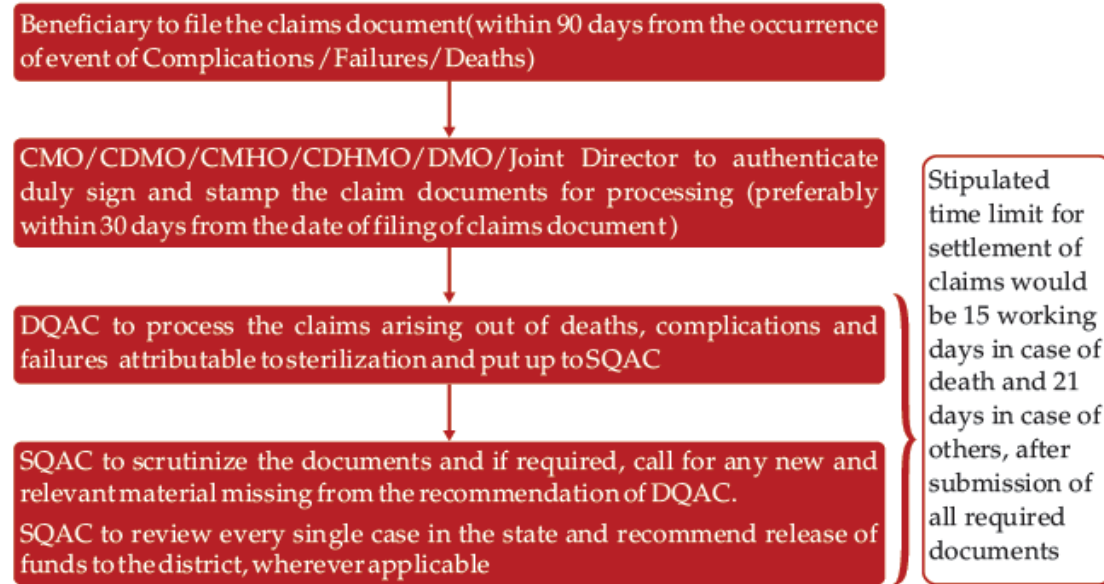 Beneficiary to file the claims document(within 90 days from the occurrence
of event of Complications /Failures/Deaths)
CMO/CDMO/CMHO/CDHMO/DMO/Joint Director to authenticate
duly sign and stamp the claim documents for processing (preferably
within 30 days from the date of filing of claims document )
DQAC to process the claims arising out of deaths, complications and
failures attributable to sterilization and put up to SQAC
SQAC to scrutinize the documents and if required, call for any new and
relevant material missing from the recommendation of DQAC.
SQAC to review every single case in the state and recommend release of
funds to the district, wherever applicable
Stipulated
time limit for
settlement of
claims would
be 15 working
days in case of
death and 21
days in case of
others, after
submission of
all required
documents